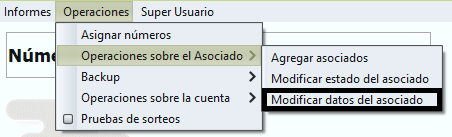 Informes Operaciones Super Usuario
Asignar números
Núme
Operaciones sobre el Asociado
Agregar asociados
Backup
Modificar estado del asociado
Operaciones sobre la cuenta
Modificar datos del asociado
Pruebas de sorteos